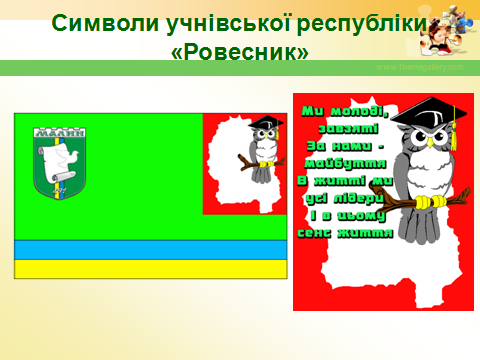 Символи учнівської республіки
«Ровесник»
www.themegallery.com
МАЛИН
Ми молоді,
завзяті
За нами -
майбуття
В житті ми
усі лідери
І в цьому
сенс життя